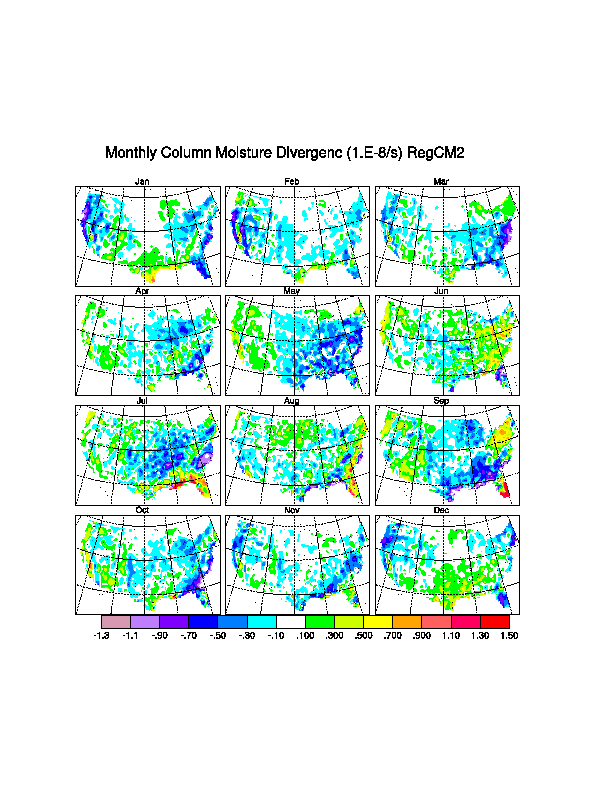 Monthly Column Moisture Divergenc (1.E-8/s) RegCM2
Jan Feb Mar
Apr May Jun
Jul Aug Sep
Oct Nov Dec
-1.3 -1.1 -.90 -.70 -.50 -.30 -.10 .100 .300 .500 .700 .900 1.10 1.30 1.50